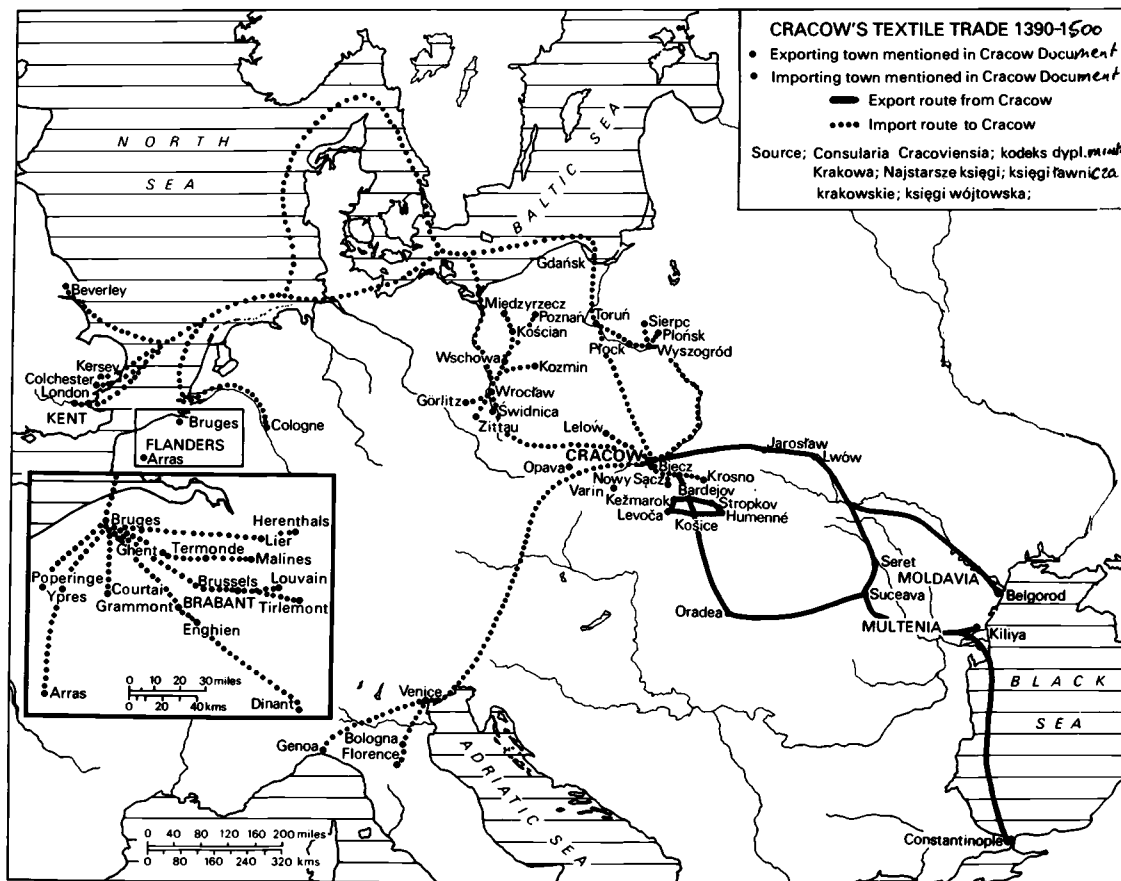 CRACOW'S TEXTILE TRADE 1390-1500
Exporting town mentioned in Cracow Document
Importing town mentioned in Cracow Document
Export route from Cracow
Import route to Cracow
Source; Consularia Cracoviensia; kodeks dypl.
Krakowa; Najstarsze księgi; księgi ławnicza
krakowskie; księgi wójtowska;
NORTH
SEA
BALTIC SEA
Gdańsk
Beverley
Międzyrzecz
Poznań
Toruń
Sierpc
Płońsk
Kościan
Wyszogród
Płock
Wschowa
Kozmin
Kersey
Colchester
London
KENT
Wrocław
Görlitz
Świdnica
Zittau
Bruges
Cologne
FLANDERS
Arras
Lelow
CRACOW
Biecz
Jarosław
Lwów
Opava
Nowy Sącz
Krosno
Varin
Bardejov
Kežmarok
Stropkov
Levoča
Humenné
Košice
Bruges
Herenthals
Lier
Ghent
Termonde
Malines
Poperinge
Ypres
Courtai
Brussels
Louvain
Grammont
BRABANT
Tirlemont
Enghien
Arras
0 10 20 30 miles
0 20 40 kms
Dinant
Seret
MOLDAVIA
Suceava
Belgorod
Oradea
MULTENIA
Kiliya
BLACK
SEA
Venice
Genoa
Bologna
Florence
ADRIATIC SEA
0 40 80 120 160 200 miles
0 80 160 240 320 kms
Constantinople